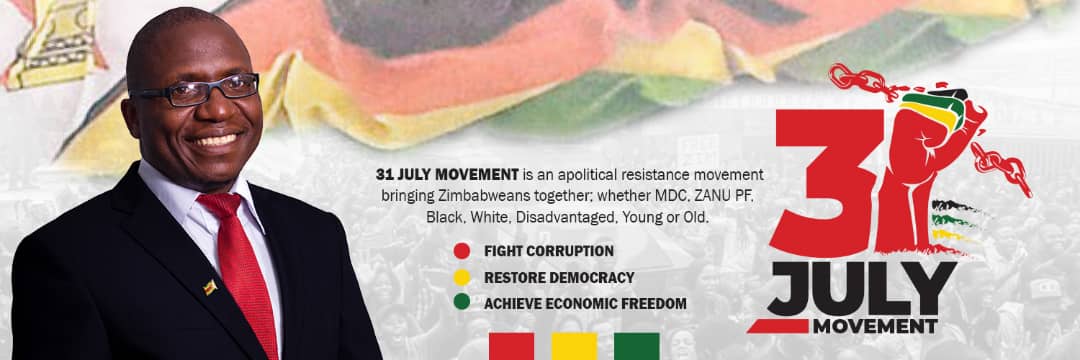 31 JULY MOVEMENT is an apolitical resistance movement
bringing Zimbabweans together; whether MDC, ZANU PF,
Black, White, Disadvantaged, Young or Old.
FIGHT CORRUPTION
RESTORE DEMOCRACY
ACHIEVE ECONOMIC FREEDOM
31
JULY
MOVEMENT